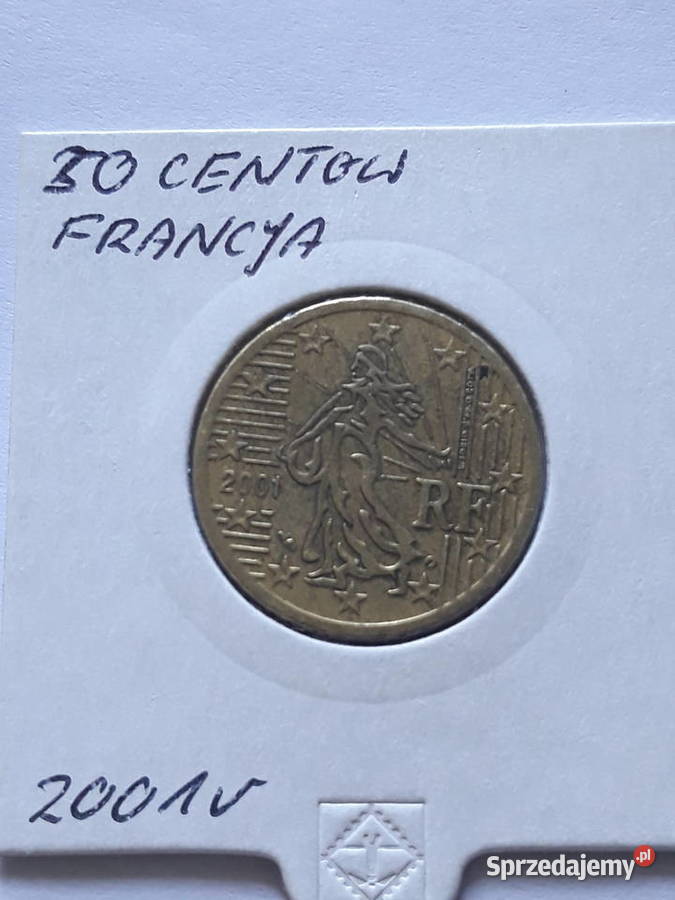 50 CENTOW
FRANCYA
2001
RF
2001 r
Sprzedajemy.pl